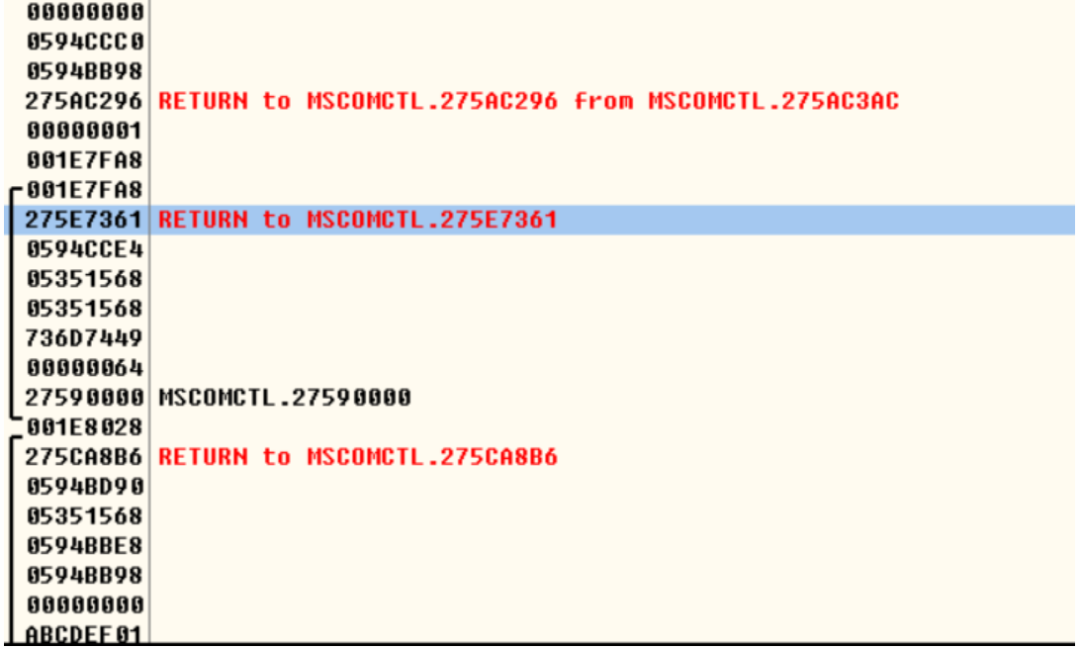 00000000
0594CCC0
0594BB98
275AC296 RETURN to MSCOMCTL.275AC296 from MSCOMCTL.275AC3AC
00000001
001E7FA8
001E7FA8
275E7361 RETURN to MSCOMCTL.275E7361
0594CCE4
05351568
05351568
736D7449
00000064
27590000 MSCOMCTL.27590000
001E8028
275CA8B6 RETURN to MSCOMCTL.275CA8B6
0594BD90
05351568
0594BBE8
0594BB98
00000000
ABCDEF01